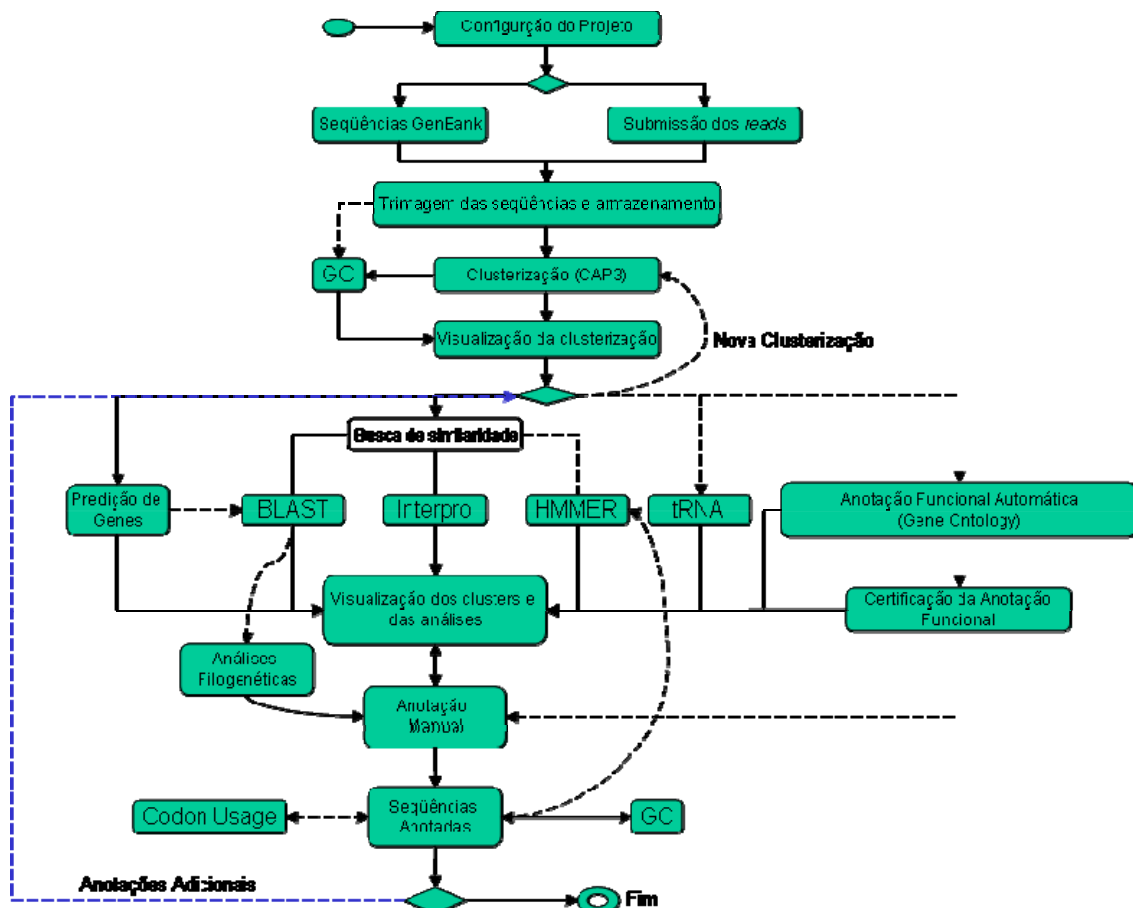 Configurção do Projeto
Seqüências GenEank
Submissão dos reads
Trimagem das seqüências e armazenamento
GC
Clusterização (CAP3)
Visualização da clusterização
Nova Clusterização
Busca de similaridade
Predição de
Genes
BLAST
Interpro
HMMER
tRNA
Anotação Funcional Automática
(Gene Cntology)
Visualização dos clusters e
das análises
Certificação da Anotação
Funcional
Análises
Filogenéticas
Anotação
Manual
Codon Usage
Seqüências
Anotadas
GC
Anotações Adicionais
Fim